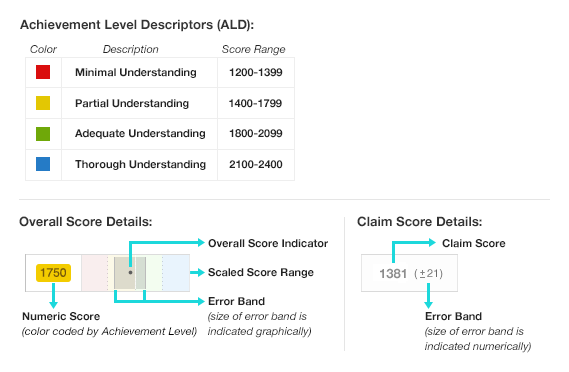 Achievement Level Descriptors (ALD):
Color Description Score Range
Minimal Understanding 1200-1399
Partial Understanding 1400-1799
Adequate Understanding 1800-2099
Thorough Understanding 2100-2400
Overall Score Details:
Overall Score Indicator
1750
Scaled Score Range
Error Band
(size of error band is
indicated graphically)
Numeric Score
(color coded by Achievement Level)
Claim Score Details:
Claim Score
1381 (±21)
Error Band
(size of error band is
indicated numerically)